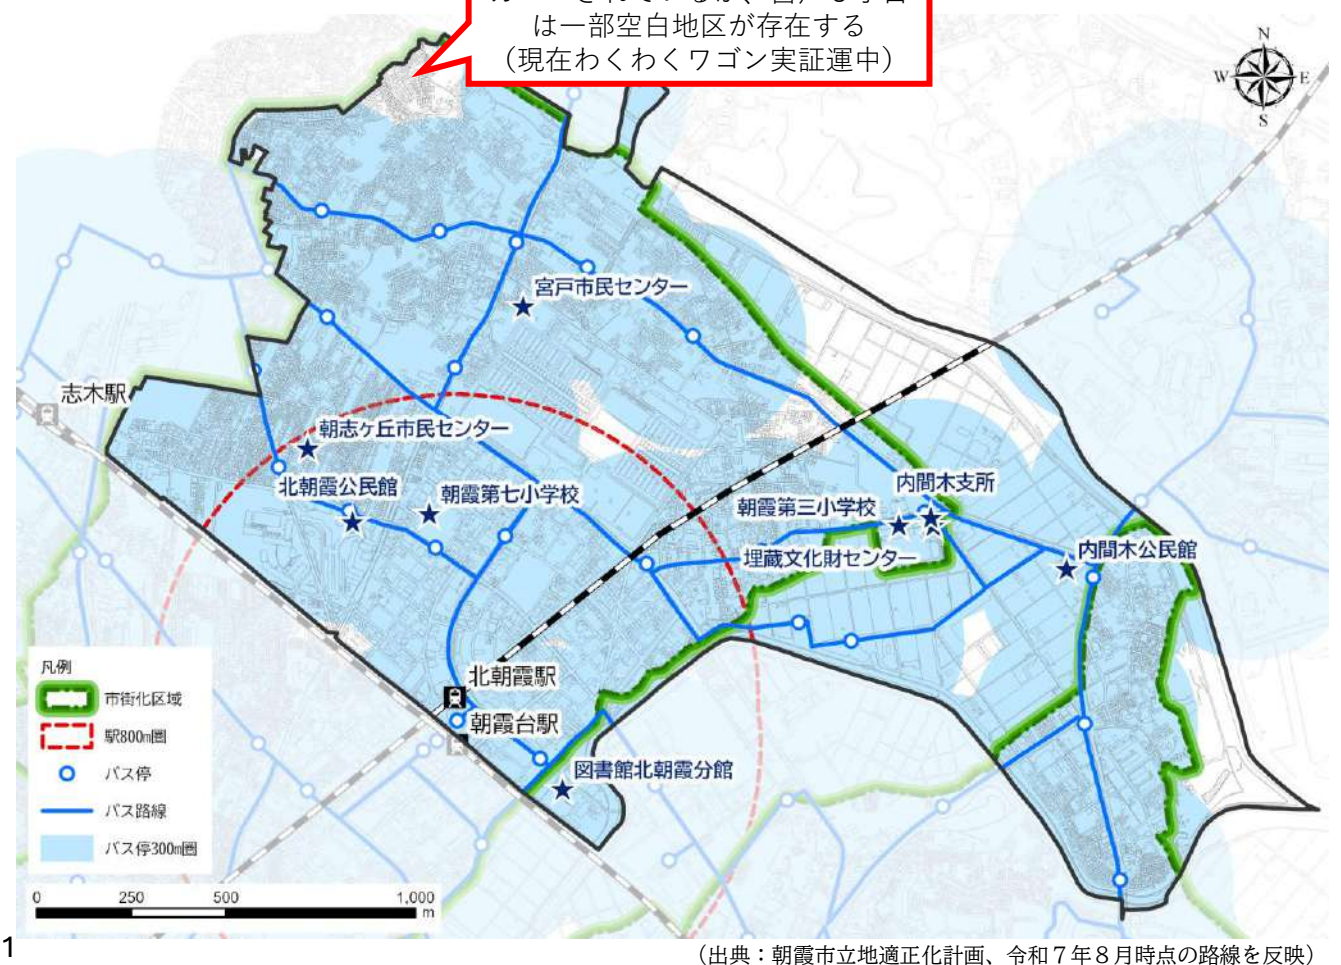 は一部空白地区が存在する
（現在わくわくワゴン実証運中）
N
W
E
S
宮戸市民センター
志木駅
朝志ヶ丘市民センター
北朝霞公民館
朝霞第七小学校
内間木支所
朝霞第三小学校
埋蔵文化財センター
内間木公民館
北朝霞駅
朝霞台駅
図書館北朝霞分館
凡例
市街化区域
駅800m圏
バス停
バス路線
バス停300m圏
0 250 500 1,000
m
1
（出典：朝霞市立地適正化計画、令和７年８月時点の路線を反映）